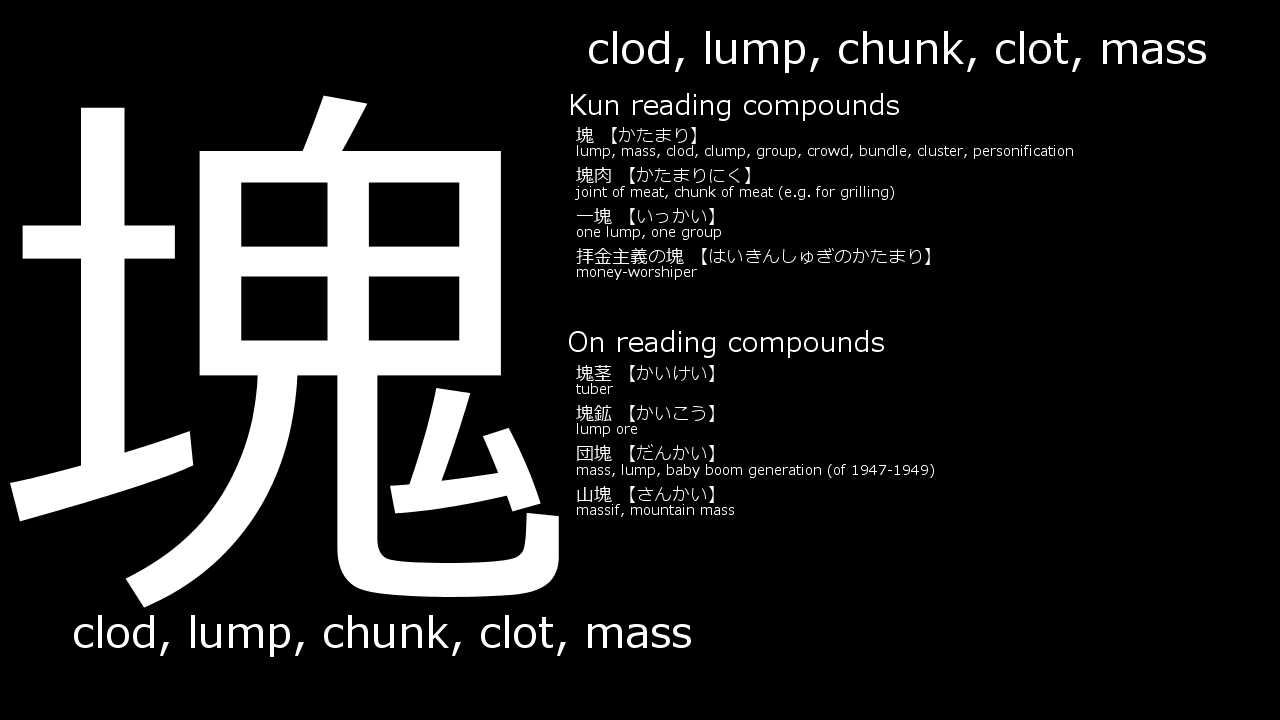 塊
clod, lump, chunk, clot, mass
clod, lump, chunk, clot, mass
Kun reading compounds
塊 【かたまり】
lump, mass, clod, clump, group, crowd, bundle, cluster, personification
塊肉 【かたまりにく】
joint of meat, chunk of meat (e.g. for grilling)
一塊 【いっかい】
one lump, one group
拝金主義の塊 【はいきんしゅぎのかたまり】
money-worshiper
On reading compounds
塊茎 【かいけい】
tuber
塊鉱 【かいこう】
lump ore
団塊 【だんかい】
mass, lump, baby boom generation (of 1947-1949)
山塊 【さんかい】
massif, mountain mass